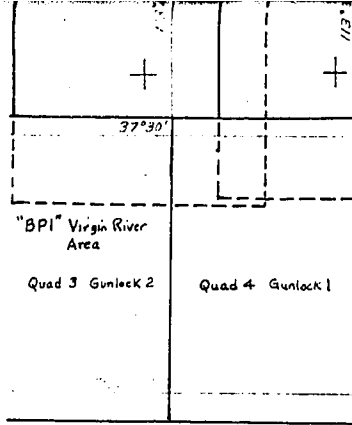 37°30'
"BPI" Virgin River
Area
Quad 3 Gunlock 2
Quad 4 Gunlock 1